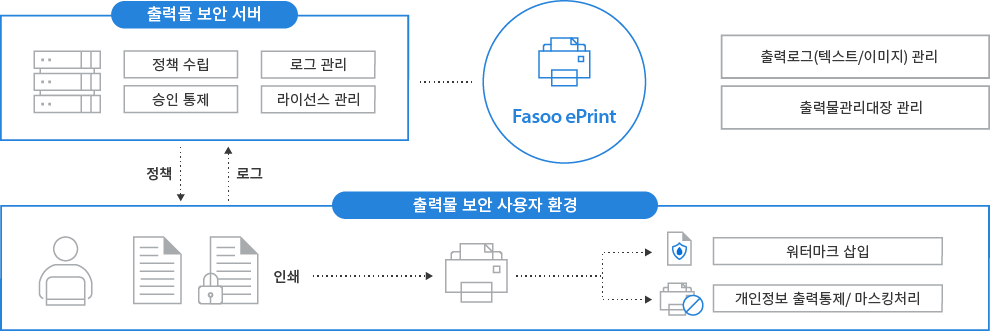 출력물 보안 서버
정책 수립
로그 관리
승인 통제
라이선스 관리
Fasoo ePrint
출력로그(텍스트/이미지) 관리
출력물관리대장 관리
정책
로그
출력물 보안 사용자 환경
인쇄
워터마크 삽입
개인정보 출력통제/ 마스킹처리